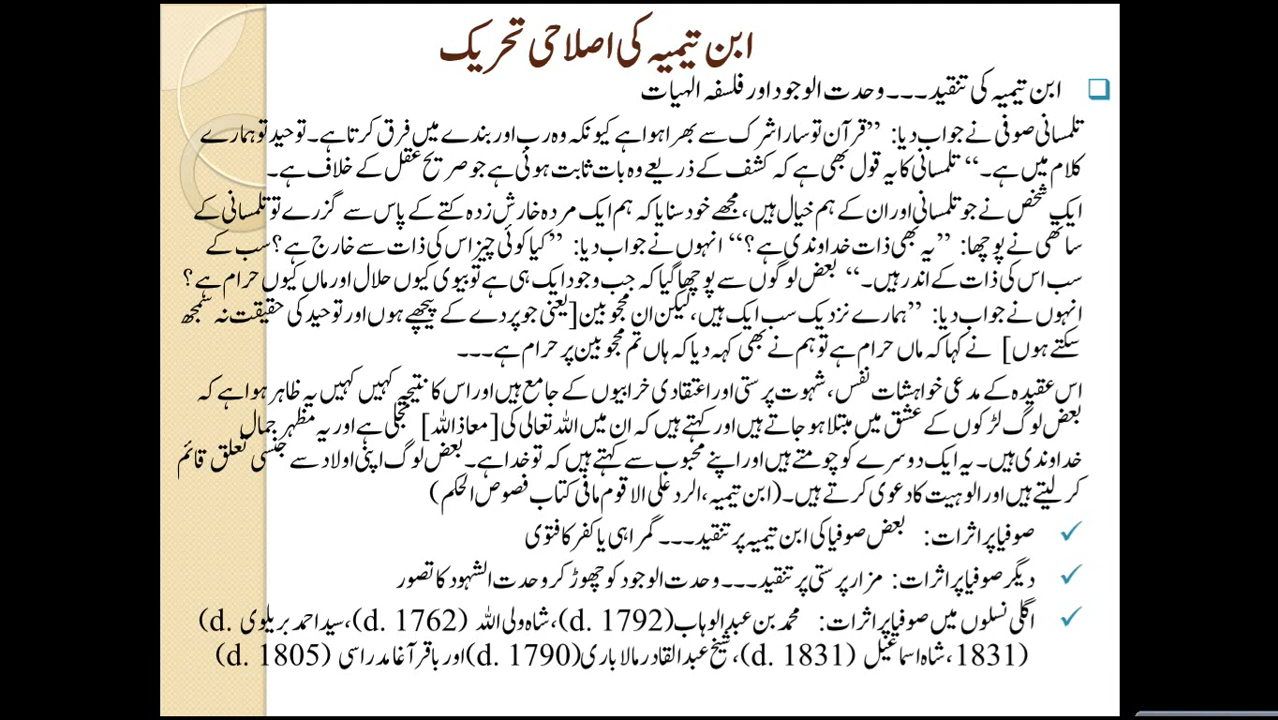 ابن تیمیہ کی اصلاحی تحریک
ابن تیمیہ کی تنقید۔۔۔ وحدت الوجود اور فلسفہ الہیات
تلمسانی صوفی نے جواب دیا: ”قرآن تو سارا شرک سے بھرا ہوا ہے کیونکہ وہ رب اور بندے میں فرق کرتا ہے۔ توحید تو ہمارے
کلام میں ہے۔“ تلمسانی کا یہ قول بھی ہے کہ کشف کے ذریعے وہ بات ثابت ہوئی ہے جو صریح عقل کے خلاف ہے۔
ایک شخص نے جو تلمسانی اور ان کے ہم خیال ہیں، مجھے خود سنایا کہ ہم ایک مردہ خارش زدہ کتے کے پاس سے گزرے تو تلمسانی کے
ساتھی نے پوچھا: ”یہ بھی ذات خداوندی ہے؟“ انہوں نے جواب دیا: ”کیا کوئی چیز اس کی ذات سے خارج ہے؟ سب کے
سب اس کی ذات کے اندر ہیں۔“ بعض لوگوں سے پوچھا گیا کہ جب وجود ایک ہی ہے تو بیوی کیوں حلال اور ماں کیوں حرام ہے؟
انہوں نے جواب دیا: ”ہمارے نزدیک سب ایک ہیں، لیکن ان محجوبین [یعنی جو پردے کے پیچھے ہوں اور توحید کی حقیقت نہ سمجھ
سکتے ہوں] نے کہا کہ ماں حرام ہے تو ہم نے بھی کہہ دیا کہ ہاں تم محجوبین پر حرام ہے۔۔۔
اس عقیدہ کے مدعی خواہشات نفس، شہوت پرستی اور اعتقادی خرابیوں کے جامع ہیں اور اس کا نتیجہ کہیں کہیں یہ ظاہر ہوا ہے کہ
بعض لوگ لڑکوں کے عشق میں مبتلا ہو جاتے ہیں اور کہتے ہیں کہ ان میں اللہ تعالی کی [معاذ اللہ] تجلی ہے اور یہ مظہر جمال
خداوندی ہیں۔ یہ ایک دوسرے کو چومتے ہیں اور اپنے محبوب سے کہتے ہیں کہ تو خدا ہے۔ بعض لوگ اپنی اولاد سے جنسی تعلق قائم
کر لیتے ہیں اور الوہیت کا دعوی کرتے ہیں۔ (ابن تیمیہ، الرد علی الاقوم مافی کتاب فصوص الحکم)
صوفیا پر اثرات: بعض صوفیا کی ابن تیمیہ پر تنقید۔۔۔ گمراہی یا کفر کا فتوی
دیگر صوفیا پر اثرات: مزار پرستی پر تنقید۔۔۔ وحدت الوجود کو چھوڑ کر وحدت الشہود کا تصور
اگلی نسلوں میں صوفیا پر اثرات: محمد بن عبدالوہاب (d. 1792)، شاہ ولی اللہ (d. 1762)، سید احمد بریلوی (d.
1831)، شاہ اسماعیل (d. 1831)، شیخ عبدالقادر مالاباری (d. 1790) اور باقر آغا مدراسی (d. 1805)